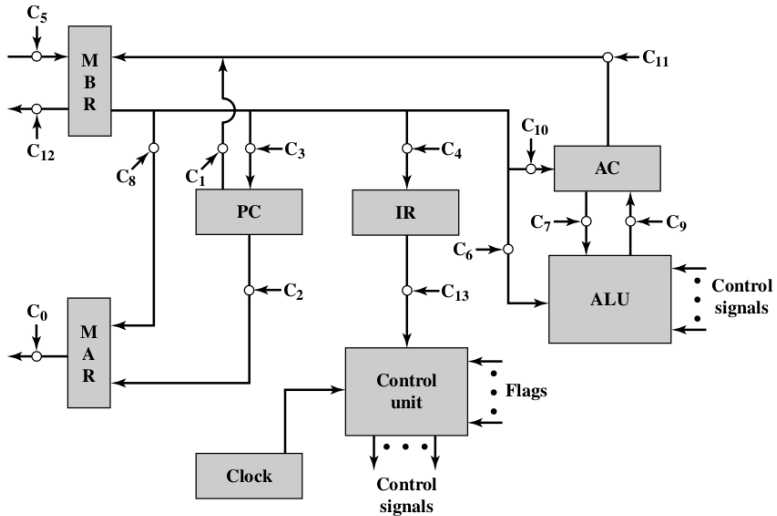 C5
M
B
R
C11
C12
C8
C1
C3
C4
C10
AC
PC
IR
C7
C9
C6
C2
C13
ALU
Control
signals
C0
M
A
R
Control
unit
Flags
Clock
Control
signals